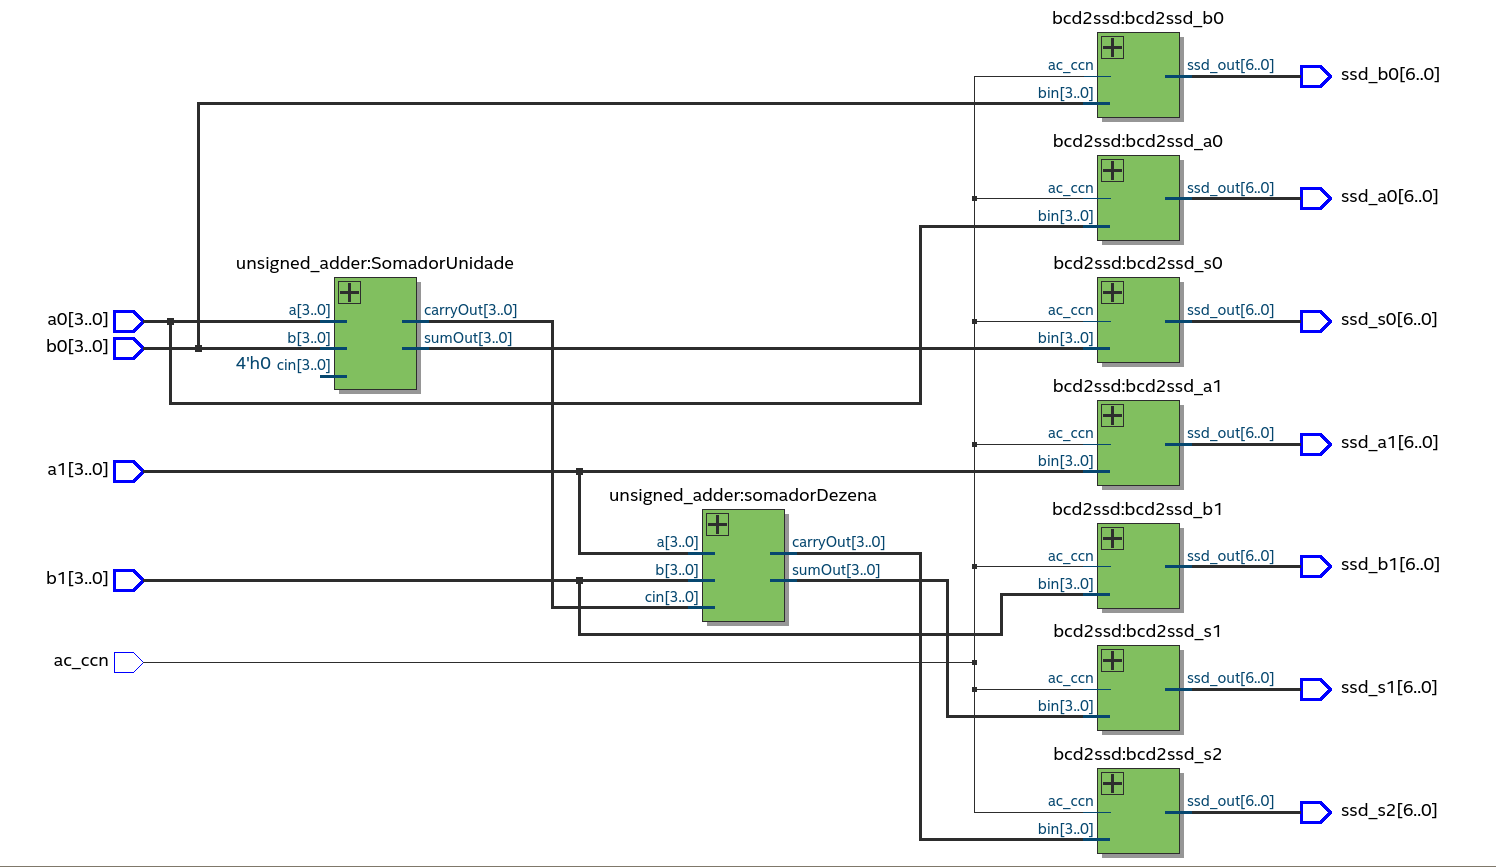 bcd2ssd:bcd2ssd_b0
ac_ccn
bin[3..0]
ssd_out[6..0]
ssd_b0[6..0]
bcd2ssd:bcd2ssd_a0
ac_ccn
bin[3..0]
ssd_out[6..0]
ssd_a0[6..0]
unsigned_adder:SomadorUnidade
a0[3..0]
b0[3..0]
a[3..0]
b[3..0]
4'h0 cin[3..0]
carryOut[3..0]
sumOut[3..0]
bcd2ssd:bcd2ssd_s0
ac_ccn
bin[3..0]
ssd_out[6..0]
ssd_s0[6..0]
bcd2ssd:bcd2ssd_a1
ac_ccn
bin[3..0]
ssd_out[6..0]
ssd_a1[6..0]
a1[3..0]
unsigned_adder:somadorDezena
a[3..0]
b[3..0]
cin[3..0]
carryOut[3..0]
sumOut[3..0]
b1[3..0]
bcd2ssd:bcd2ssd_b1
ac_ccn
bin[3..0]
ssd_out[6..0]
ssd_b1[6..0]
ac_ccn
bcd2ssd:bcd2ssd_s1
ac_ccn
bin[3..0]
ssd_out[6..0]
ssd_s1[6..0]
bcd2ssd:bcd2ssd_s2
ac_ccn
bin[3..0]
ssd_out[6..0]
ssd_s2[6..0]